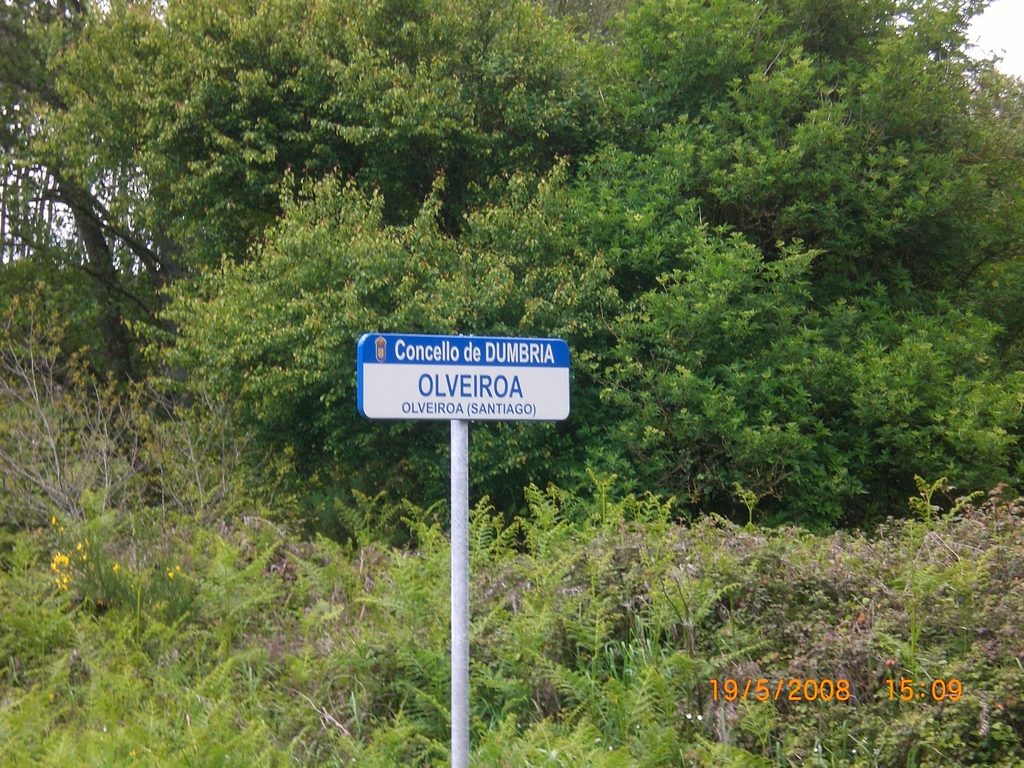 Concello de DUMBRIA
OLVEIROA
OLVEIROA (SANTIAGO)
19/5/2008 15:09